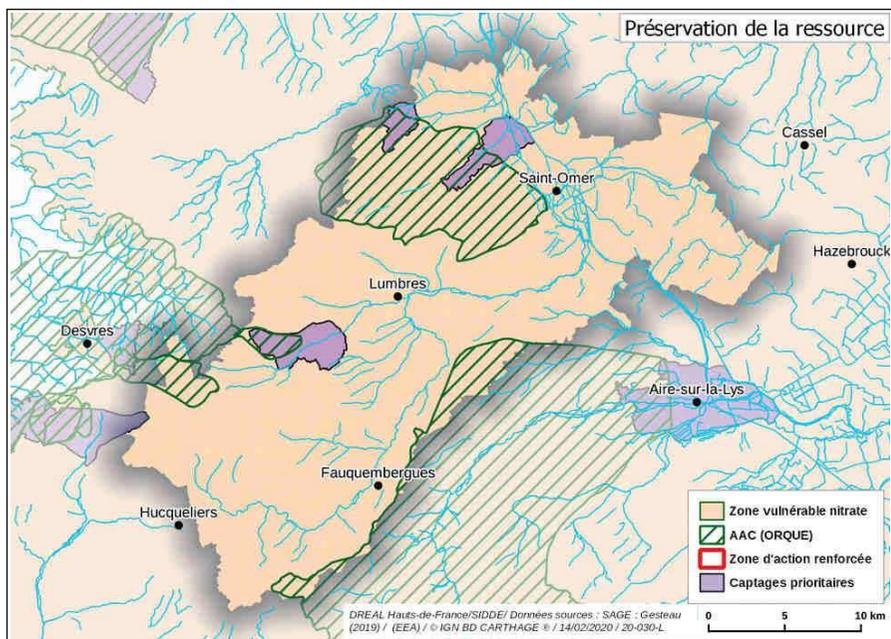 Préservation de la ressource
Cassel
Saint-Omer
Hazebrouck
Lumbres
Desvres
Aire-sur-la-Lys
Fauquembergues
Hucqueliers
Zone vulnérable nitrate
AAC (ORQUE)
Zone d'action renforcée
Captages prioritaires
DREAL Hauts-de-France/SIDDE/ Données sources : SAGE : Gesteau
(2019) / (EEA) / © IGN BD CARTHAGE ® / 14/02/2020 / 20-030-L
0 5 10 km